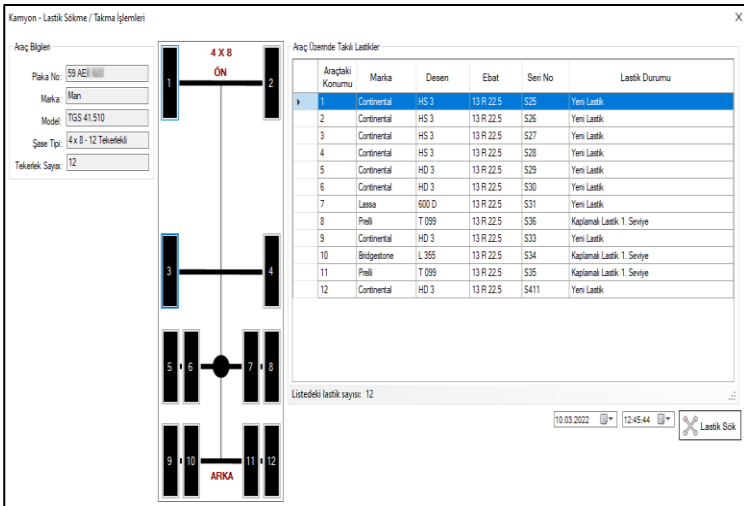 Kamyon - Lastik Sökme / Takma İşlemleri
X
Araç Bilgileri
Plaka No: 59 AE
Marka: Man
Model: TGS 41.510
Şase Tipi: 4 x 8 - 12 Tekerlekli
Tekerlek Sayısı: 12
4 X 8
ÖN
1 2
3 4
5 6 7 8
9 10 11 12
ARKA
Araç Üzerinde Takılı Lastikler
Araçtaki Konumu Marka Desen Ebat Seri No Lastik Durumu
1 Continental HS 3 13 R 22.5 S25 Yeni Lastik
2 Continental HS 3 13 R 22.5 S26 Yeni Lastik
3 Continental HS 3 13 R 22.5 S27 Yeni Lastik
4 Continental HS 3 13 R 22.5 S28 Yeni Lastik
5 Continental HD 3 13 R 22.5 S29 Yeni Lastik
6 Continental HD 3 13 R 22.5 S30 Yeni Lastik
7 Lassa 600 D 13 R 22.5 S31 Yeni Lastik
8 Prelli T 099 13 R 22.5 S36 Kaplamalı Lastik 1. Seviye
9 Continental HD 3 13 R 22.5 S33 Yeni Lastik
10 Bridgestone L 355 13 R 22.5 S34 Kaplamalı Lastik 1. Seviye
11 Prelli T 099 13 R 22.5 S35 Kaplamalı Lastik 1. Seviye
12 Continental HD 3 13 R 22.5 S411 Yeni Lastik
Listedeki lastik sayısı: 12
10.03.2022 12:45:44 Lastik Sök